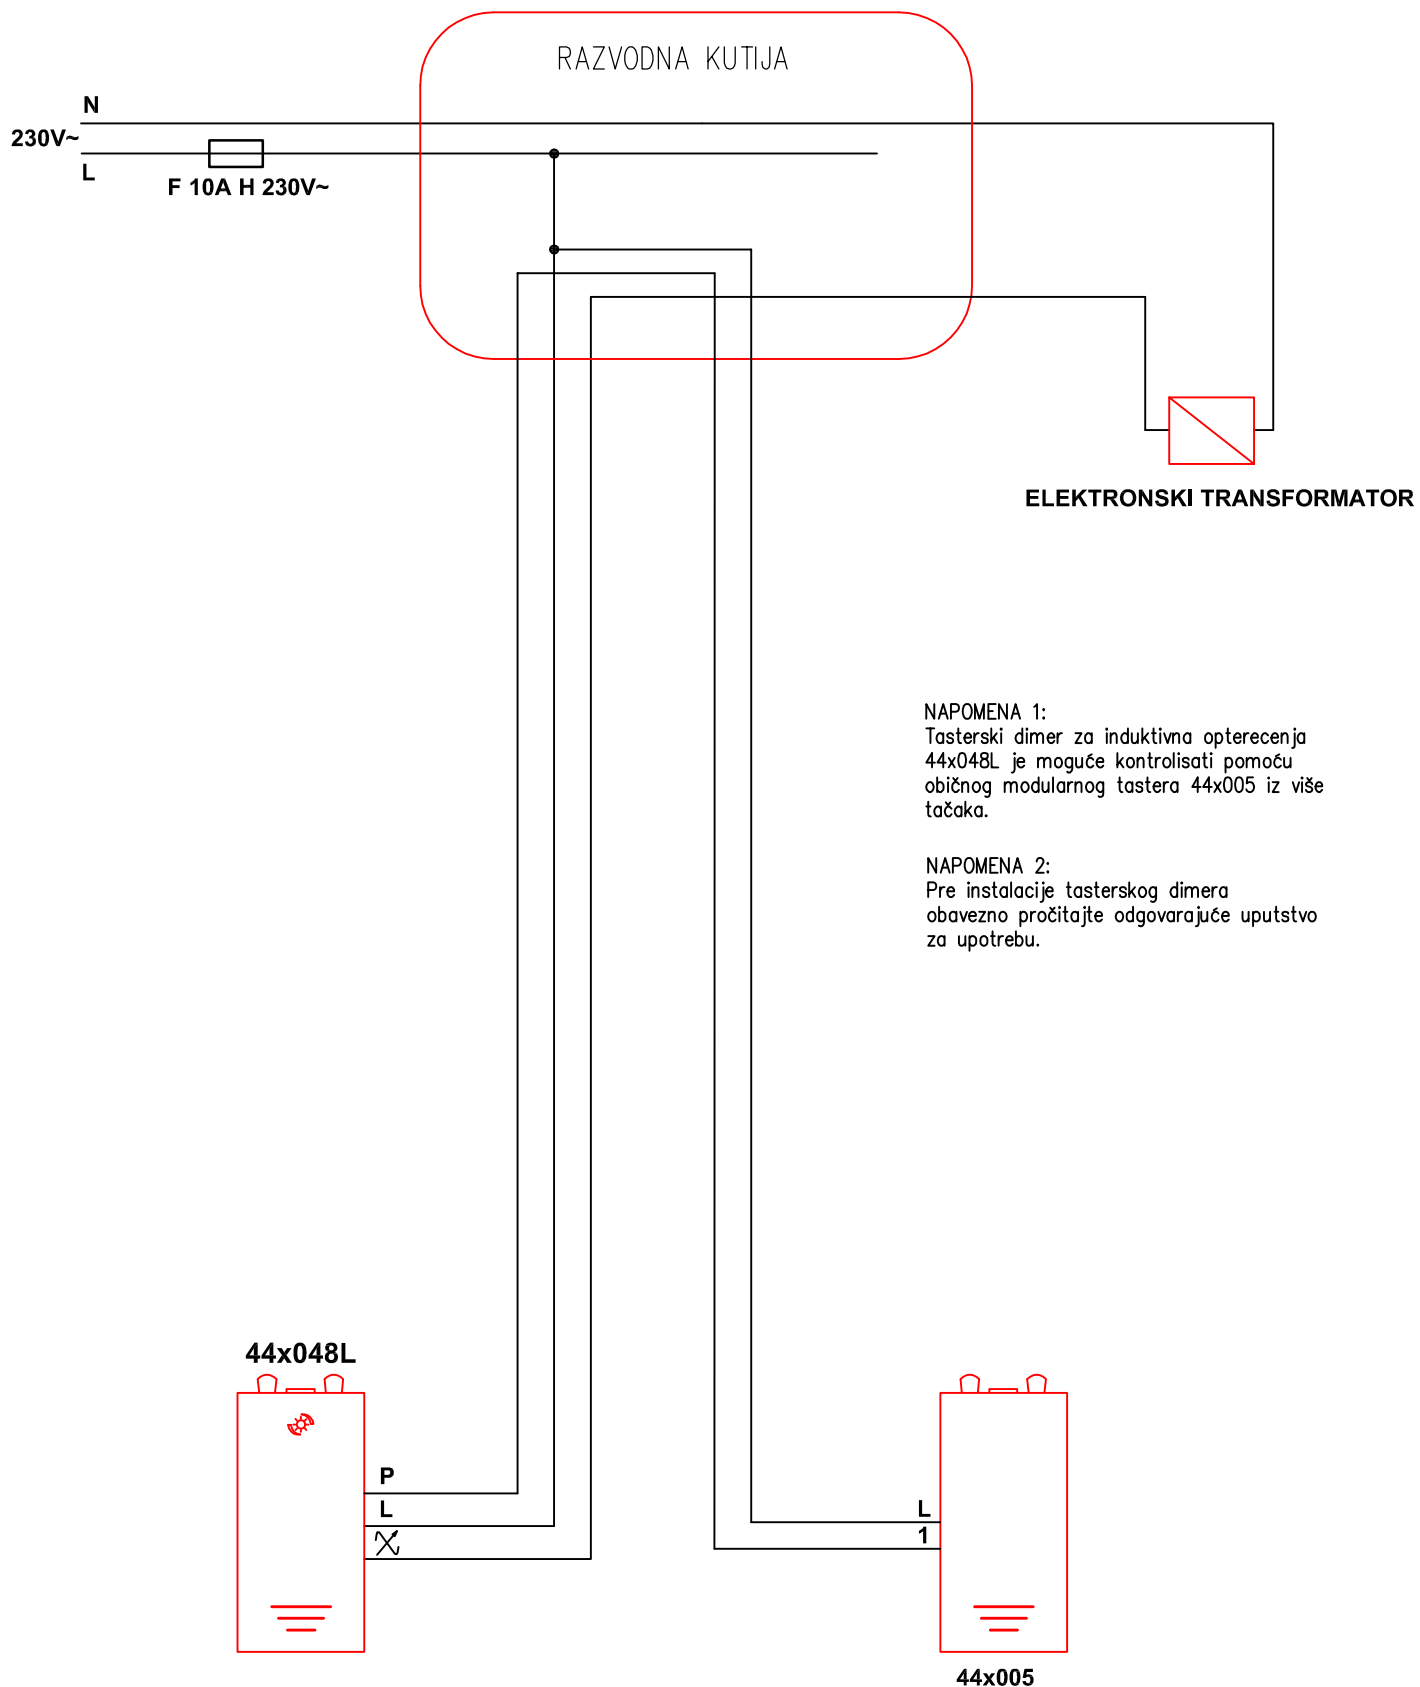 RAZVODNA KUTIJA
N
230V~
L
F 10A H 230V~
ELEKTRONSKI TRANSFORMATOR
NAPOMENA 1:
Tasterski dimer za induktivna opterecenja
44x048L je moguće kontrolisati pomoću
običnog modularnog tastera 44x005 iz više
tačaka.
NAPOMENA 2:
Pre instalacije tasterskog dimera
obavezno pročitajte odgovarajuće uputstvo
za upotrebu.
44x048L
P
L
L
1
44x005